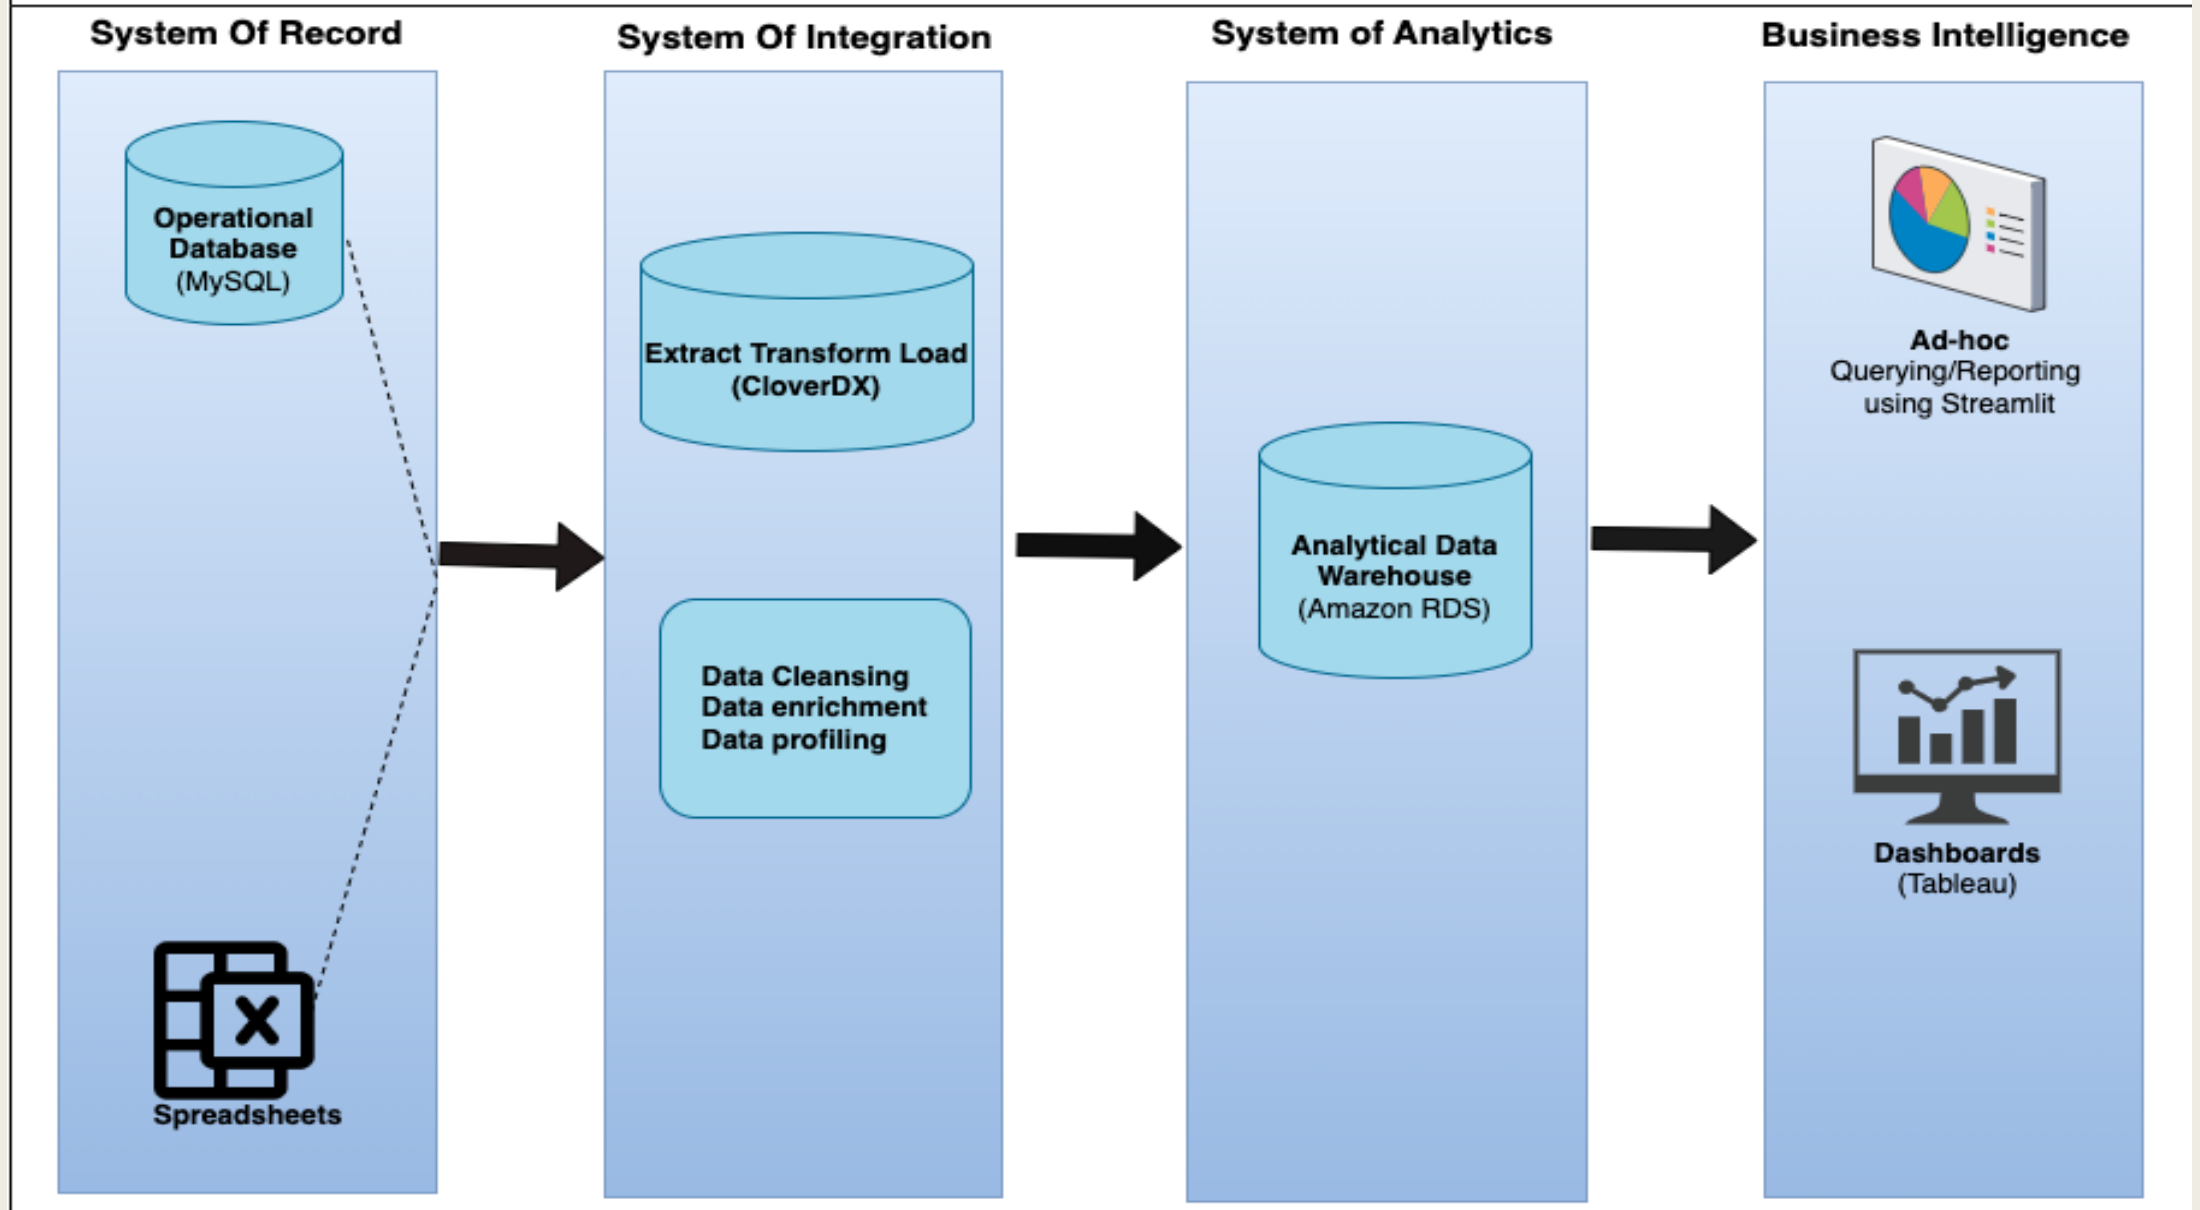 System Of Record
Operational
Database
(MySQL)
Spreadsheets
System Of Integration
Extract Transform Load
(CloverDX)
Data Cleansing
Data enrichment
Data profiling
System of Analytics
Analytical Data
Warehouse
(Amazon RDS)
Business Intelligence
Ad-hoc
Querying/Reporting
using Streamlit
Dashboards
(Tableau)